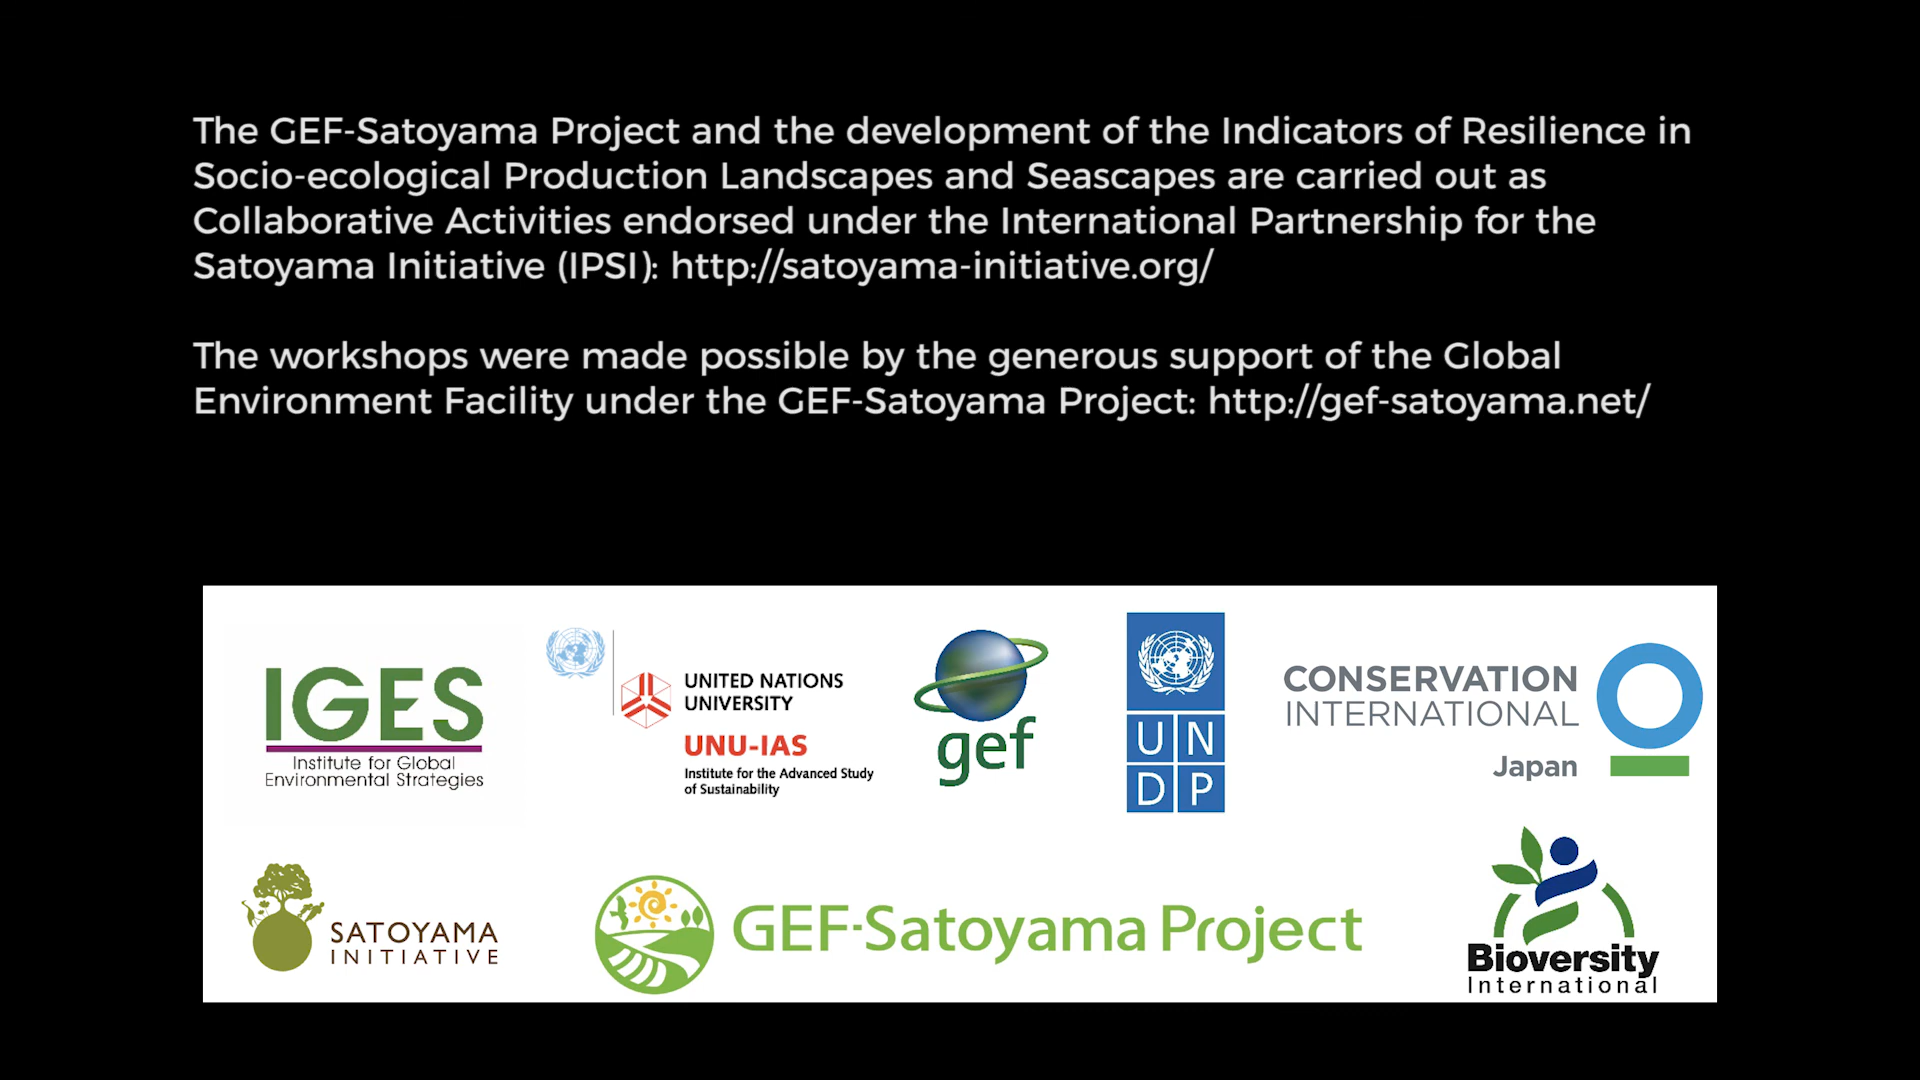 The GEF-Satoyama Project and the development of the Indicators of Resilience in
Socio-ecological Production Landscapes and Seascapes are carried out as
Collaborative Activities endorsed under the International Partnership for the
Satoyama Initiative (IPSI): http://satoyama-initiative.org/
The workshops were made possible by the generous support of the Global
Environment Facility under the GEF-Satoyama Project: http://gef-satoyama.net/
IGES
Institute for Global
Environmental Strategies
UNITED NATIONS
UNIVERSITY
UNU-IAS
Institute for the Advanced Study
of Sustainability
gef
U N
D P
CONSERVATION
INTERNATIONAL
Japan
SATOYAMA
INITIATIVE
GEF-Satoyama Project
Bioversity
International